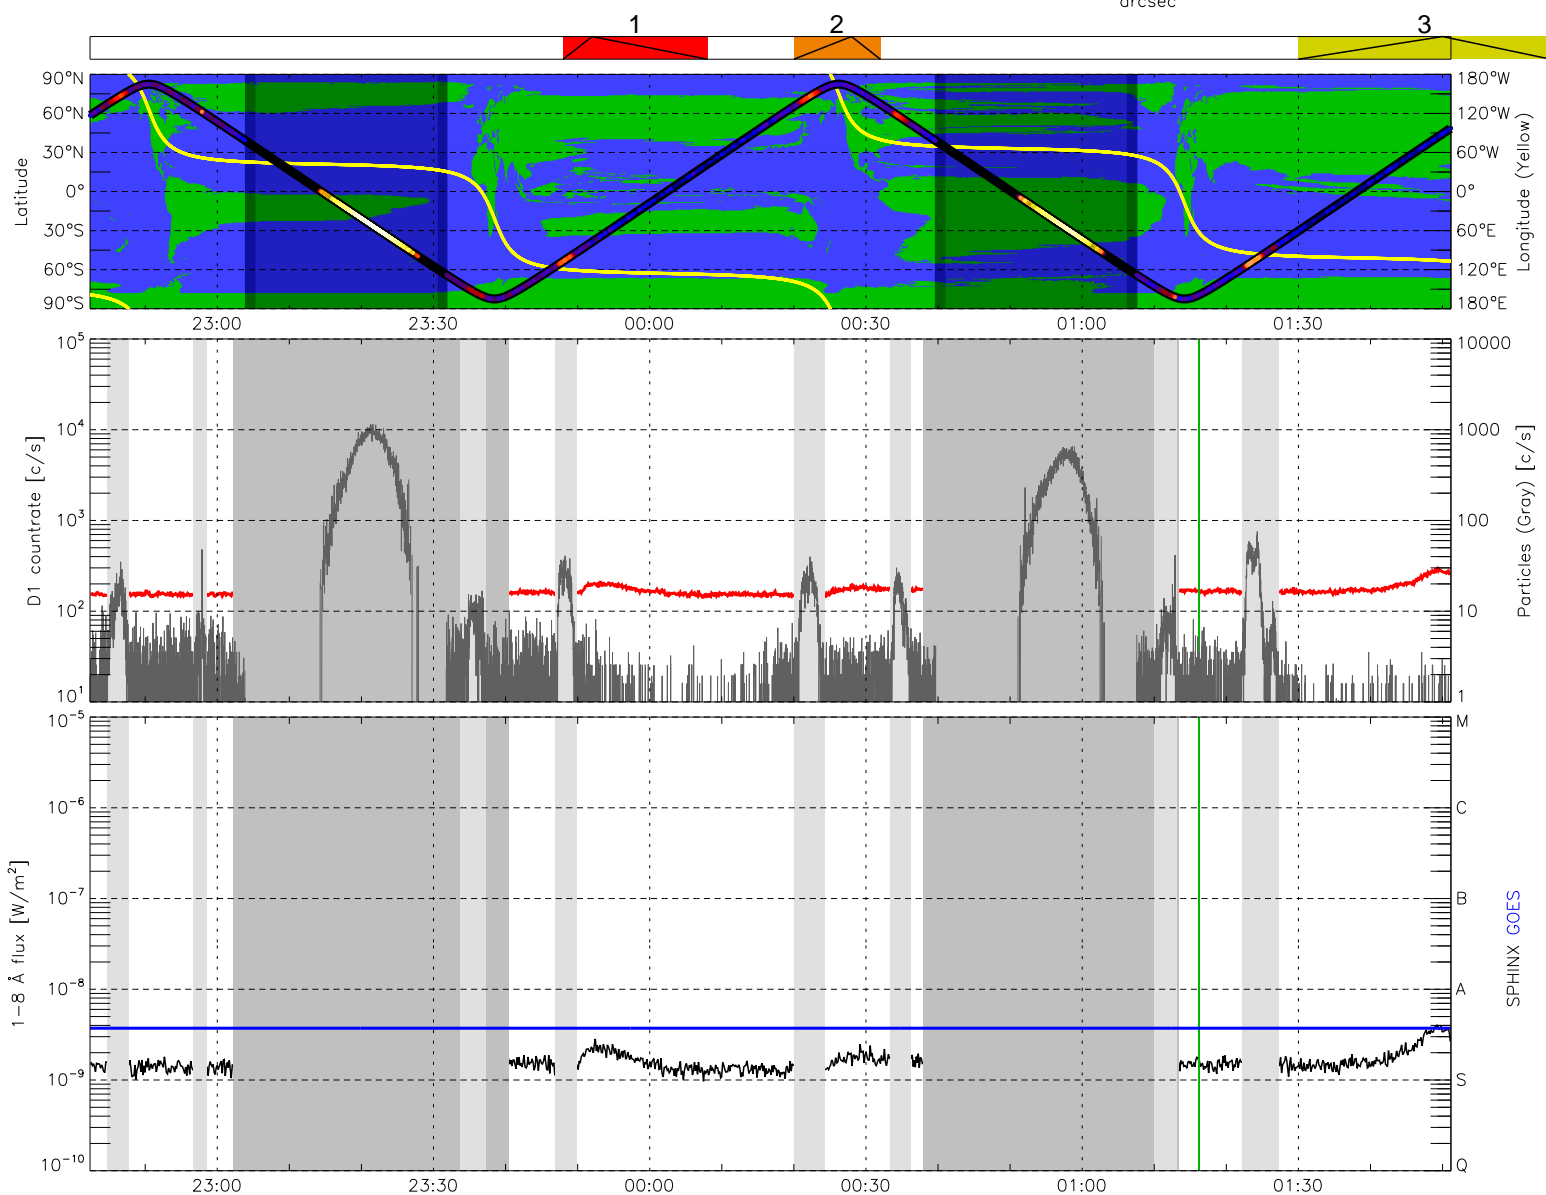 arcsec
1 2 3
90°N 180°W
60°N 120°W
30°N 60°W
0° 0°
30°S 60°E
60°S 120°E
90°S 180°E
Latitude
Longitude (Yellow)
23:00 23:30 00:00 00:30 01:00 01:30
10^5 10000
10^4 1000
10^3 100
10^2 10
10^1 1
D1 countrate [c/s]
Particles (Gray) [c/s]
10^-5 M
10^-6 C
10^-7 B
10^-8 A
10^-9 S
10^-10 Q
1-8 Å flux [W/m^2]
SPHINX GOES
23:00 23:30 00:00 00:30 01:00 01:30